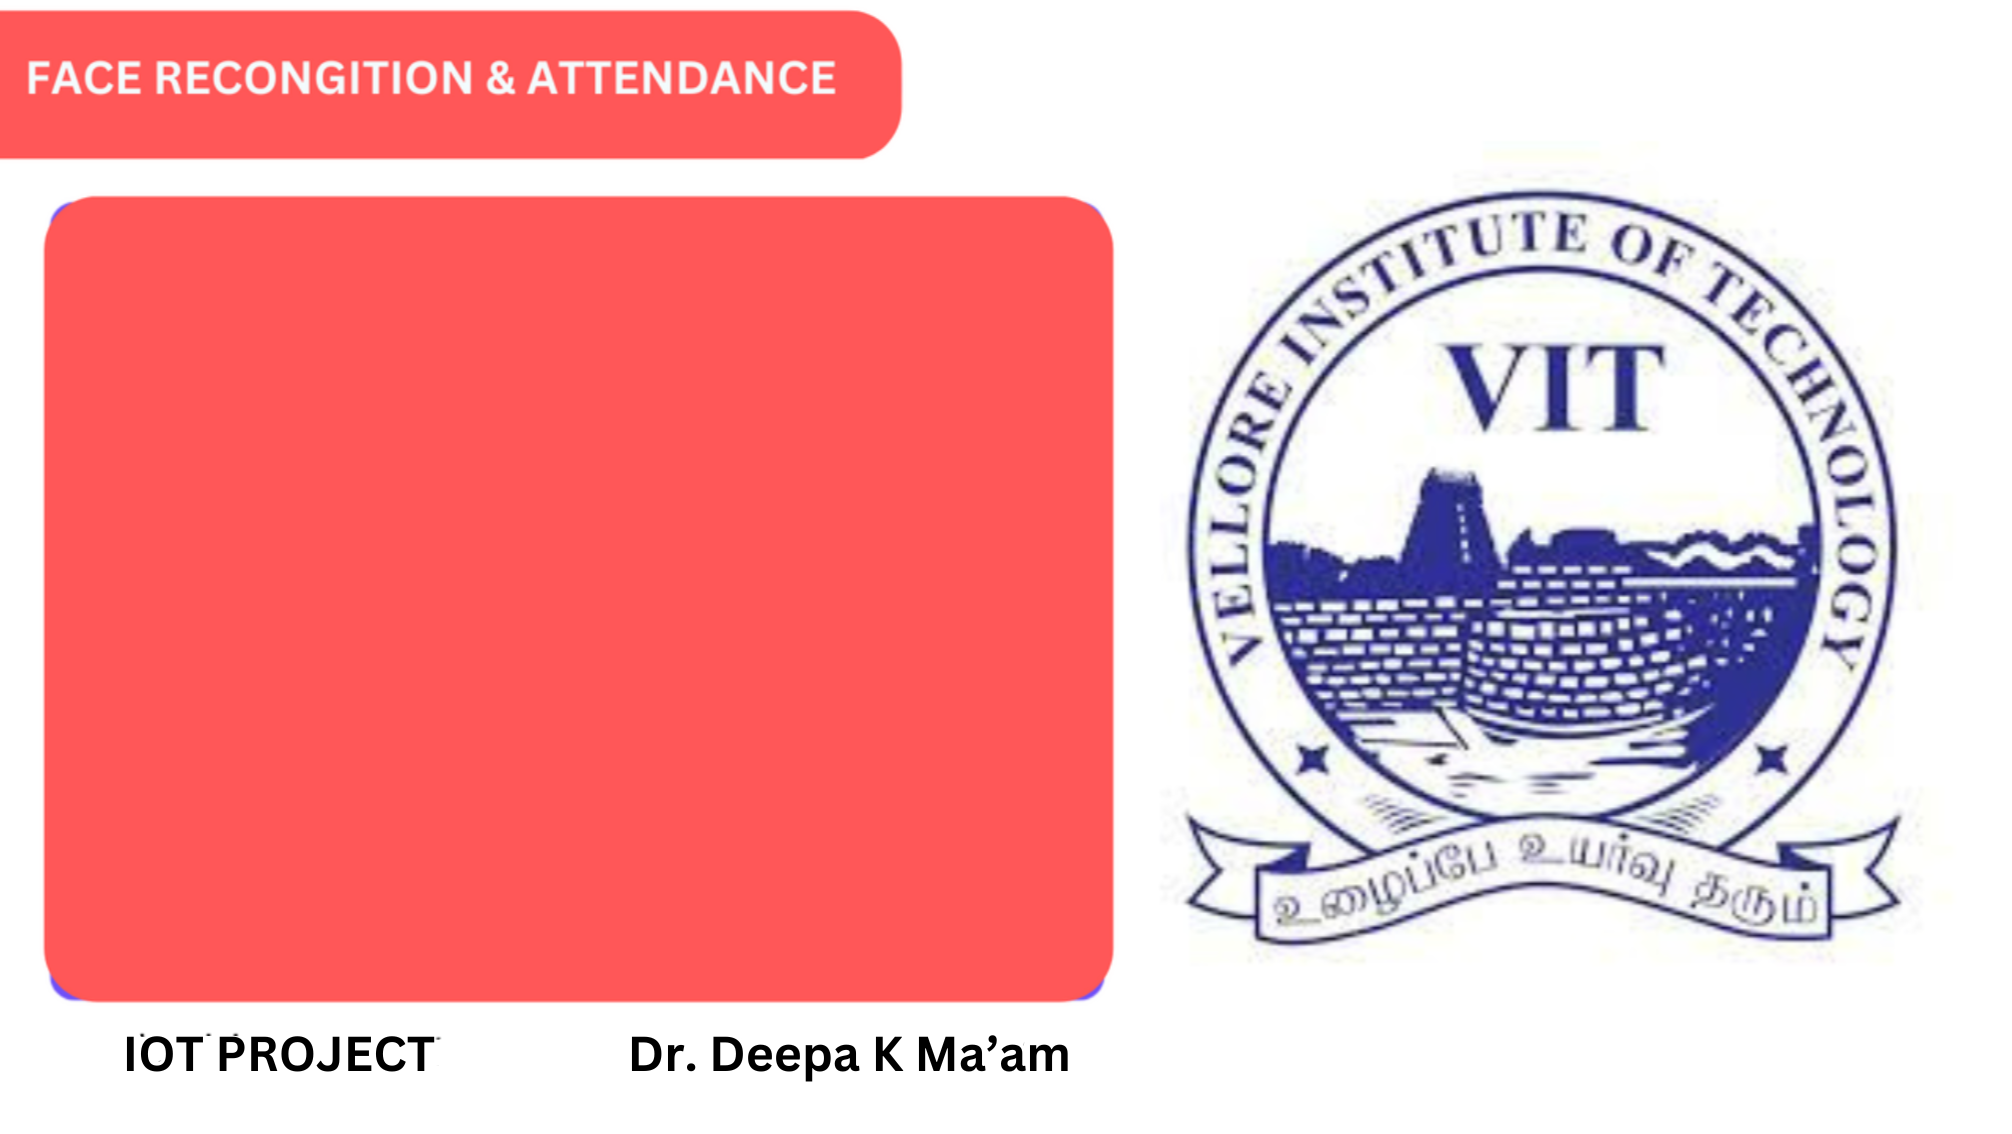 FACE RECONGITION & ATTENDANCE
VELLORE INSTITUTE OF TECHNOLOGY
VIT
உழைப்பே உயர்வு தரும்
IOT PROJECT
Dr. Deepa K Ma’am